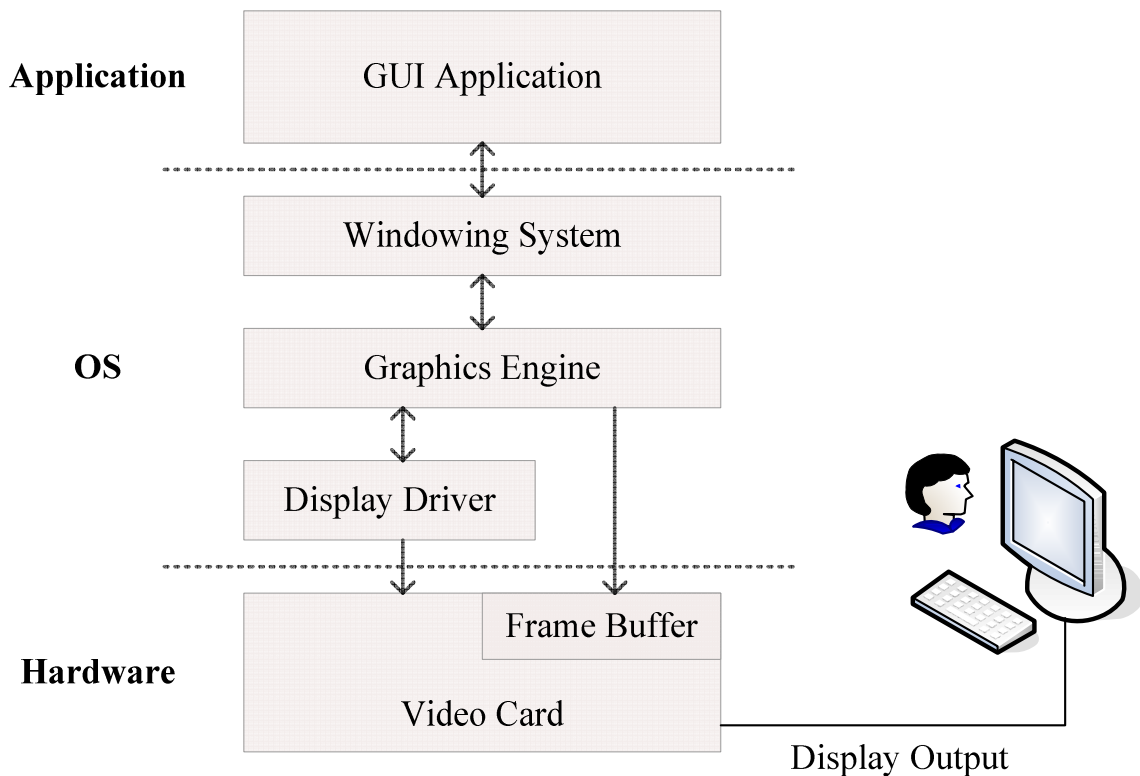 Application
GUI Application
Windowing System
OS
Graphics Engine
Display Driver
Frame Buffer
Hardware
Video Card
Display Output